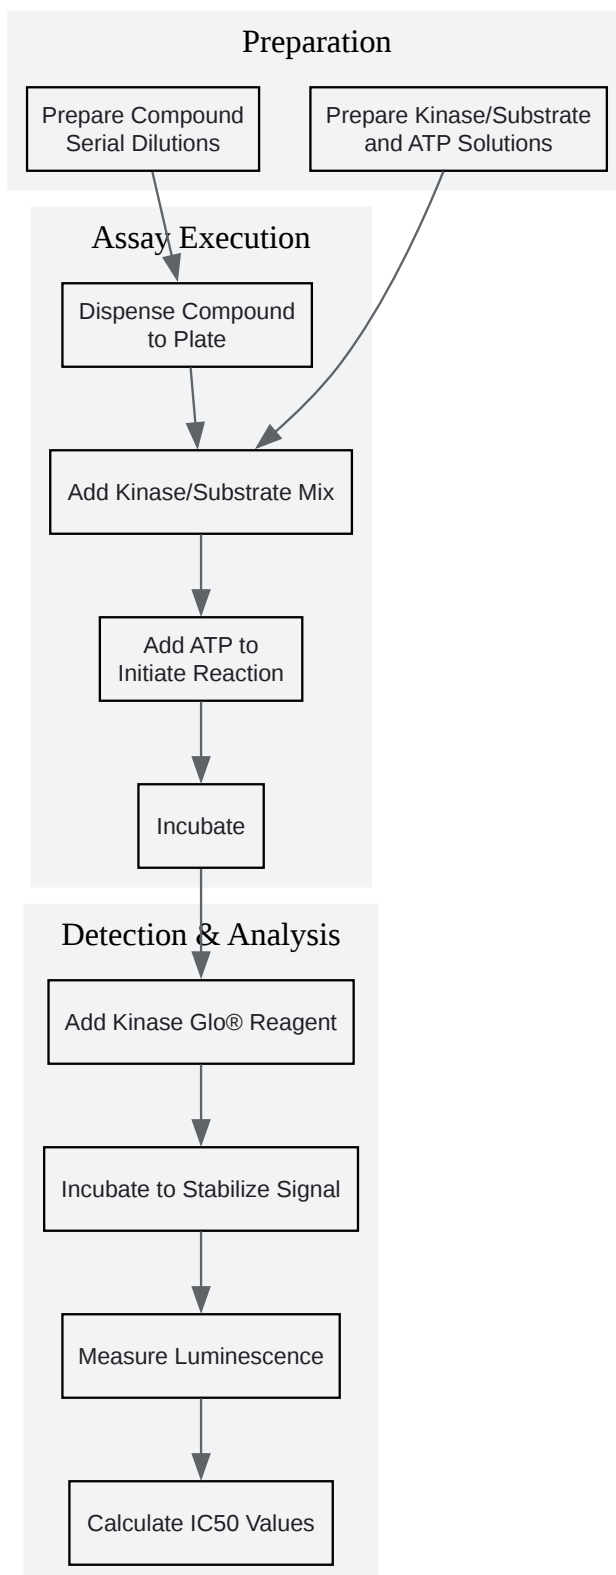 Preparation
Prepare Compound
Serial Dilutions
Prepare Kinase/Substrate
and ATP Solutions
Assay Execution
Dispense Compound
to Plate
Add Kinase/Substrate Mix
Add ATP to
Initiate Reaction
Incubate
Detection & Analysis
Add Kinase Glo® Reagent
Incubate to Stabilize Signal
Measure Luminescence
Calculate IC50 Values